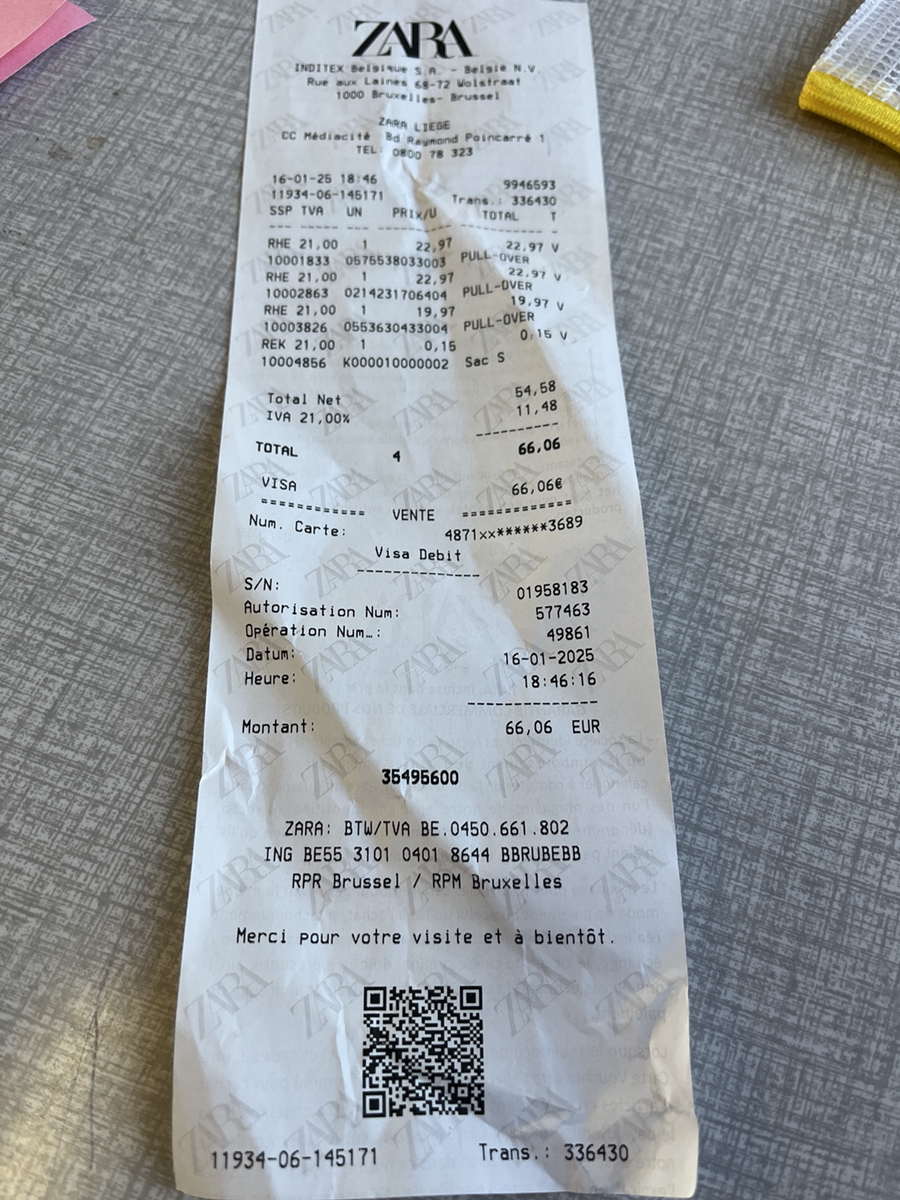 ZARA
INDITEX Belgique S.A. - Belgie N.V.
Rue aux Laines 68-72 Wolstraat
1000 Bruxelles- Brussel
ZARA LIEGE
CC Médiacité Bd Raymond Poincarré 1
TEL: 0800 78 323
16-01-25 18:46 9946593
11934-06-145171 Trans.: 336430
SSP TVA UN PRIX/U TOTAL T
RHE 21,00 1 22,97 22,97 V
10001833 0575538033003 PULL-OVER
RHE 21,00 1 22,97 22,97 V
10002863 0214231706404 PULL-OVER
RHE 21,00 1 19,97 19,97 V
10003826 0553630433004 PULL-OVER
REK 21,00 1 0,15 0,15 V
10004856 K000010000002 Sac S
Total Net 54,58
IVA 21,00% 11,48
----------
TOTAL 4 66,06
VISA 66,06€
============ VENTE ============
Num. Carte: 4871xx******3689
Visa Debit
--------------
S/N: 01958183
Autorisation Num: 577463
Opération Num…: 49861
Datum: 16-01-2025
Heure: 18:46:16
--------------
Montant: 66,06 EUR
35495600
ZARA: BTW/TVA BE.0450.661.802
ING BE55 3101 0401 8644 BBRUBEBB
RPR Brussel / RPM Bruxelles
Merci pour votre visite et à bientôt.
11934-06-145171 Trans.: 336430